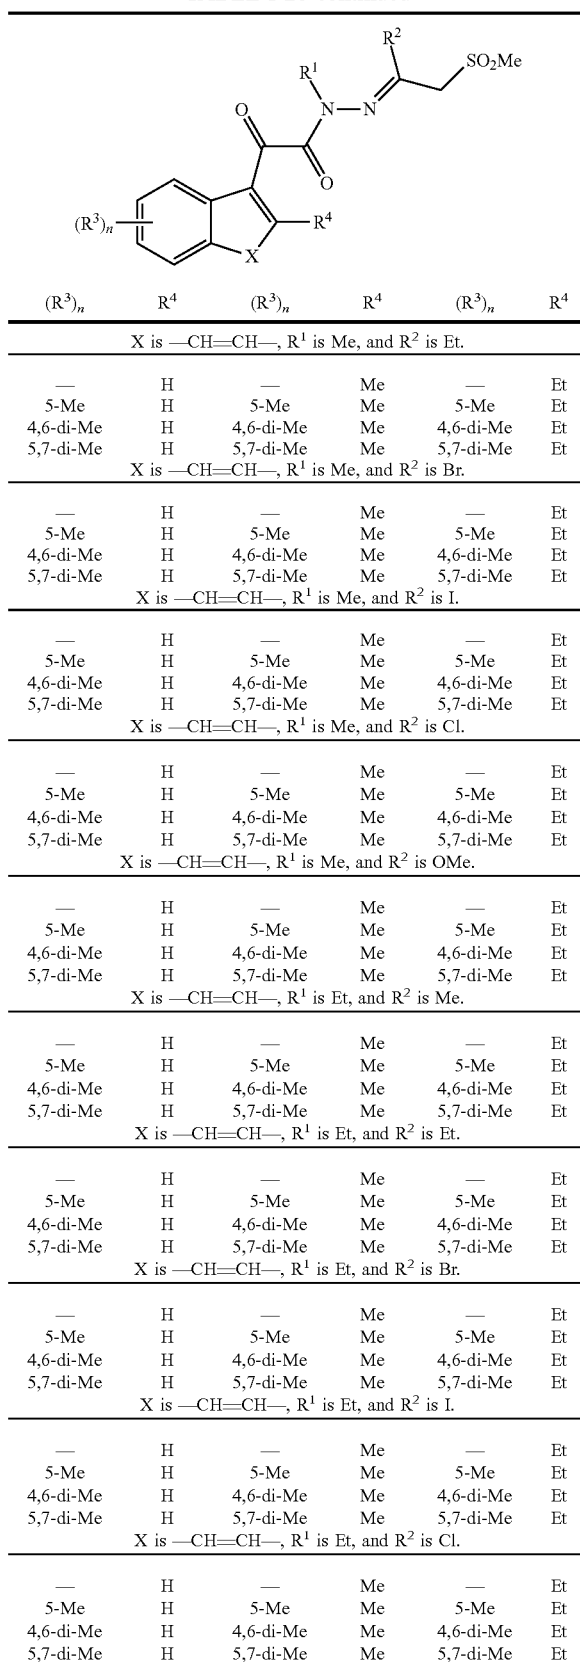 R¹ R² SO₂Me
N—N
O
O
(R³)ₙ R⁴
X
(R³)ₙ R⁴ (R³)ₙ R⁴ (R³)ₙ R⁴
X is —CH=CH—, R¹ is Me, and R² is Et.
— H — Me — Et
5-Me H 5-Me Me 5-Me Et
4,6-di-Me H 4,6-di-Me Me 4,6-di-Me Et
5,7-di-Me H 5,7-di-Me Me 5,7-di-Me Et
X is —CH=CH—, R¹ is Me, and R² is Br.
— H — Me — Et
5-Me H 5-Me Me 5-Me Et
4,6-di-Me H 4,6-di-Me Me 4,6-di-Me Et
5,7-di-Me H 5,7-di-Me Me 5,7-di-Me Et
X is —CH=CH—, R¹ is Me, and R² is I.
— H — Me — Et
5-Me H 5-Me Me 5-Me Et
4,6-di-Me H 4,6-di-Me Me 4,6-di-Me Et
5,7-di-Me H 5,7-di-Me Me 5,7-di-Me Et
X is —CH=CH—, R¹ is Me, and R² is Cl.
— H — Me — Et
5-Me H 5-Me Me 5-Me Et
4,6-di-Me H 4,6-di-Me Me 4,6-di-Me Et
5,7-di-Me H 5,7-di-Me Me 5,7-di-Me Et
X is —CH=CH—, R¹ is Me, and R² is OMe.
— H — Me — Et
5-Me H 5-Me Me 5-Me Et
4,6-di-Me H 4,6-di-Me Me 4,6-di-Me Et
5,7-di-Me H 5,7-di-Me Me 5,7-di-Me Et
X is —CH=CH—, R¹ is Et, and R² is Me.
— H — Me — Et
5-Me H 5-Me Me 5-Me Et
4,6-di-Me H 4,6-di-Me Me 4,6-di-Me Et
5,7-di-Me H 5,7-di-Me Me 5,7-di-Me Et
X is —CH=CH—, R¹ is Et, and R² is Et.
— H — Me — Et
5-Me H 5-Me Me 5-Me Et
4,6-di-Me H 4,6-di-Me Me 4,6-di-Me Et
5,7-di-Me H 5,7-di-Me Me 5,7-di-Me Et
X is —CH=CH—, R¹ is Et, and R² is Br.
— H — Me — Et
5-Me H 5-Me Me 5-Me Et
4,6-di-Me H 4,6-di-Me Me 4,6-di-Me Et
5,7-di-Me H 5,7-di-Me Me 5,7-di-Me Et
X is —CH=CH—, R¹ is Et, and R² is I.
— H — Me — Et
5-Me H 5-Me Me 5-Me Et
4,6-di-Me H 4,6-di-Me Me 4,6-di-Me Et
5,7-di-Me H 5,7-di-Me Me 5,7-di-Me Et
X is —CH=CH—, R¹ is Et, and R² is Cl.
— H — Me — Et
5-Me H 5-Me Me 5-Me Et
4,6-di-Me H 4,6-di-Me Me 4,6-di-Me Et
5,7-di-Me H 5,7-di-Me Me 5,7-di-Me Et